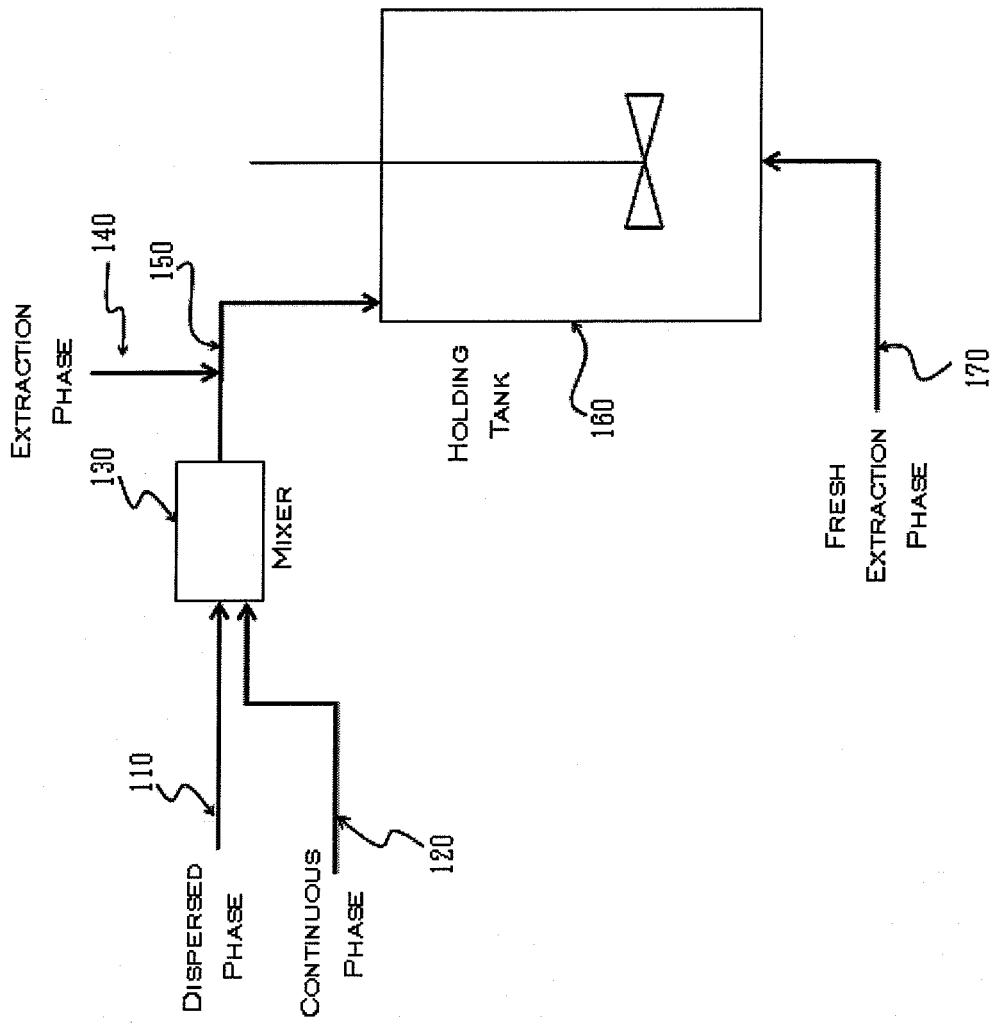 DISPERSED
PHASE
110
CONTINUOUS
PHASE
120
130
MIXER
EXTRACTION
PHASE
140
150
HOLDING
TANK
160
FRESH
EXTRACTION
PHASE
170